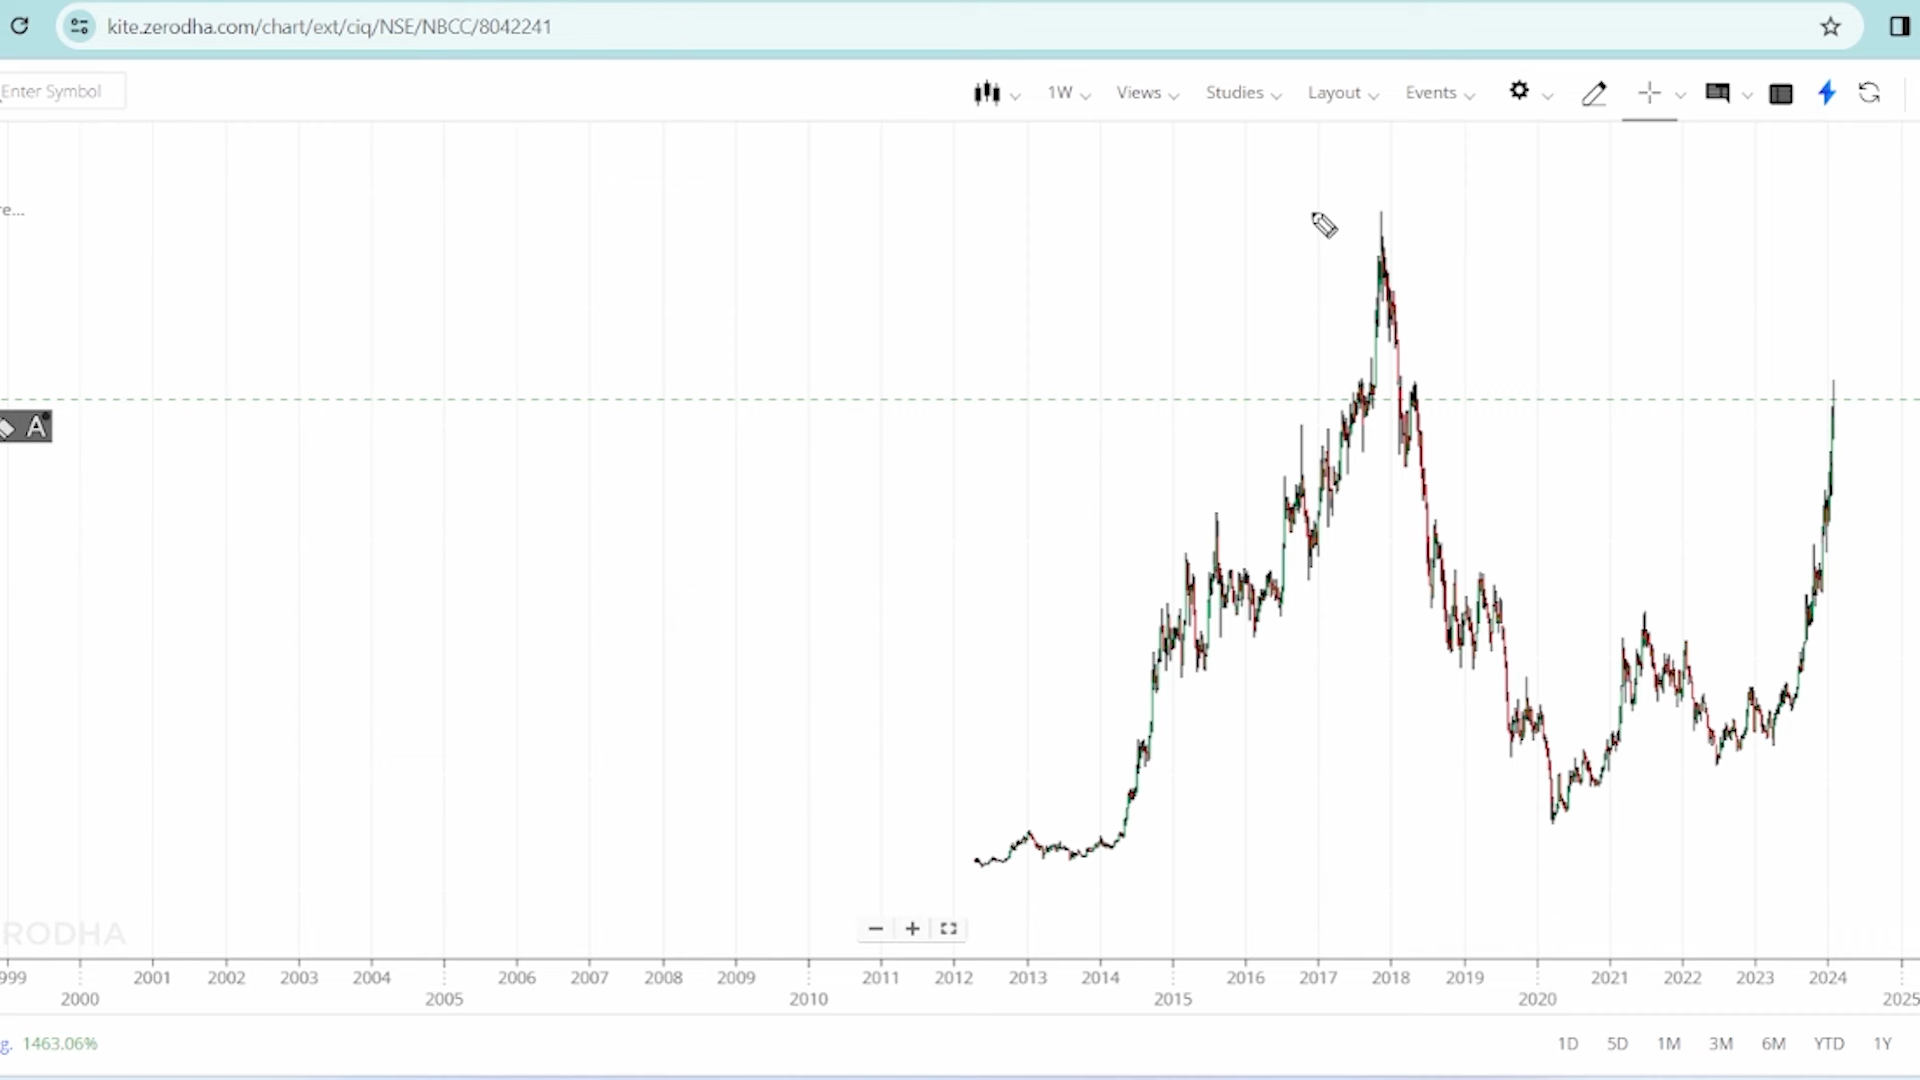 kite.zerodha.com/chart/ext/ciq/NSE/NBCC/8042241
Enter Symbol
1W Views Studies Layout Events
re...
A
RODHA
999 2001 2002 2003 2004 2006 2007 2008 2009 2011 2012 2013 2014 2016 2017 2018 2019 2021 2022 2023 2024
2000 2005 2010 2015 2020 2025
g. 1463.06% 1D 5D 1M 3M 6M YTD 1Y